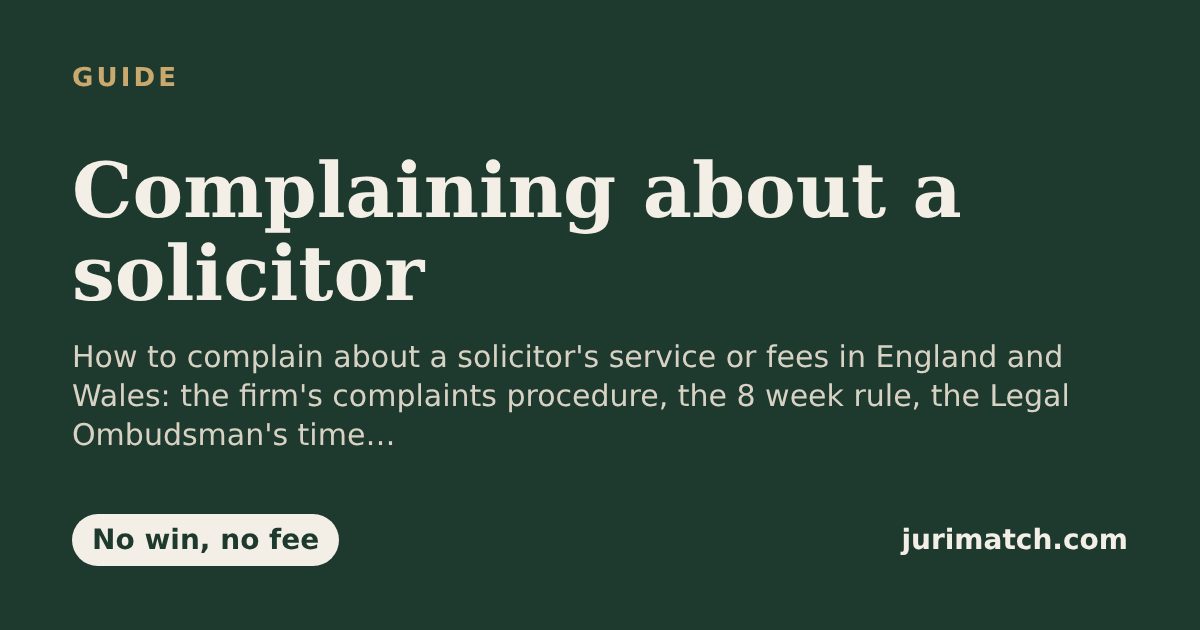 GUIDE
Complaining about a
solicitor
How to complain about a solicitor's service or fees in England and
Wales: the firm's complaints procedure, the 8 week rule, the Legal
Ombudsman's time...
No win, no fee
jurimatch.com